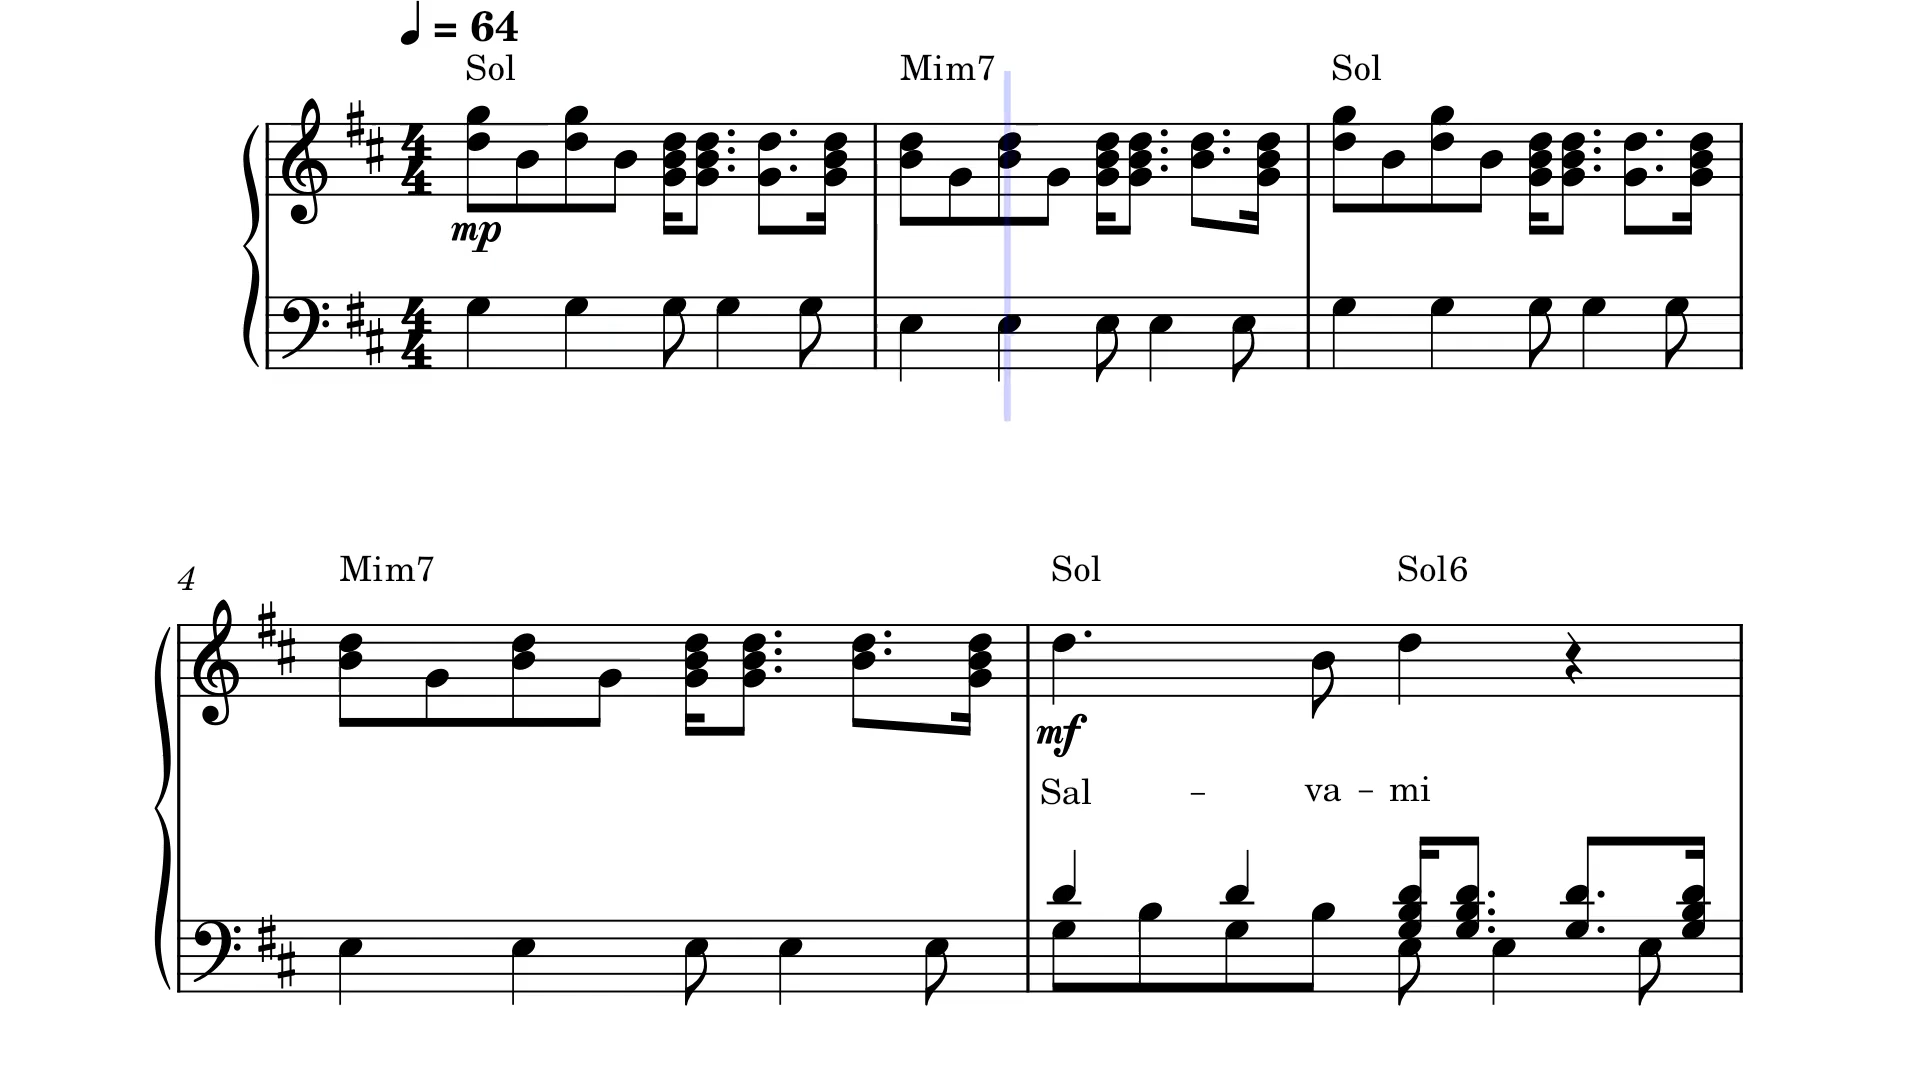 = 64
Sol Mim7 Sol
mp
4 Mim7 Sol Sol6
mf
Sal - va - mi